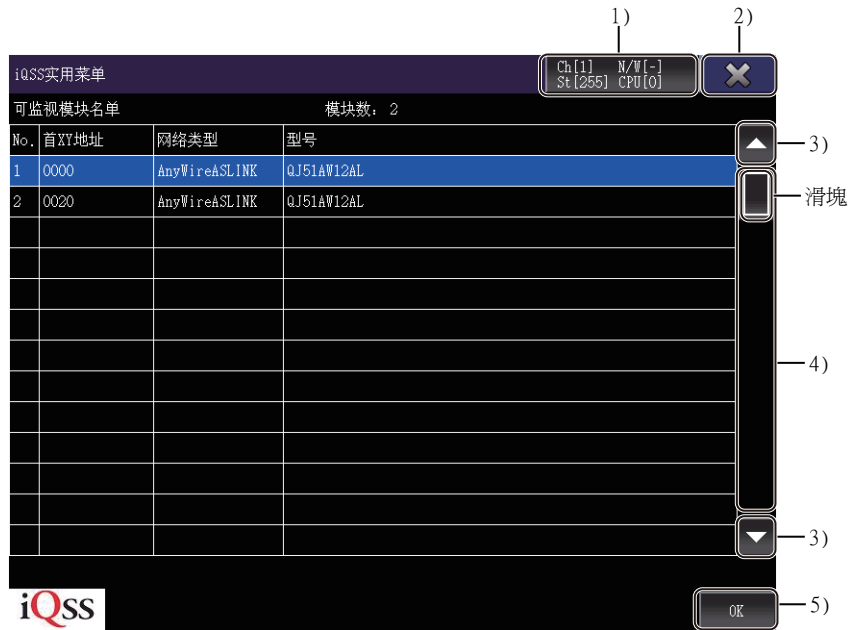 1) 2)
iQSS实用菜单 Ch[1] N/W[-]
St[255] CPU[0]
可监视模块名单 模块数: 2
No. 首XY地址 网络类型 型号
3)
1 0000 AnyWireASLINK QJ51AW12AL
2 0020 AnyWireASLINK QJ51AW12AL
滑块
4)
3)
iQss OK 5)